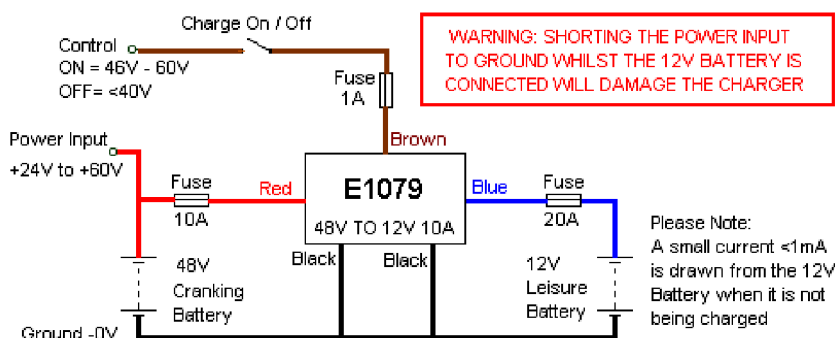 Charge On / Off
Control
ON = 46V - 60V
OFF= <40V
Fuse
1A
WARNING: SHORTING THE POWER INPUT
TO GROUND WHILST THE 12V BATTERY IS
CONNECTED WILL DAMAGE THE CHARGER
Brown
Power Input
+24V to +60V
Fuse
10A
Red
E1079
48V TO 12V 10A
Blue
Fuse
20A
Black
Black
48V
Cranking
Battery
12V
Leisure
Battery
Please Note:
A small current <1mA
is drawn from the 12V
Battery when it is not
being charged
Ground -0V